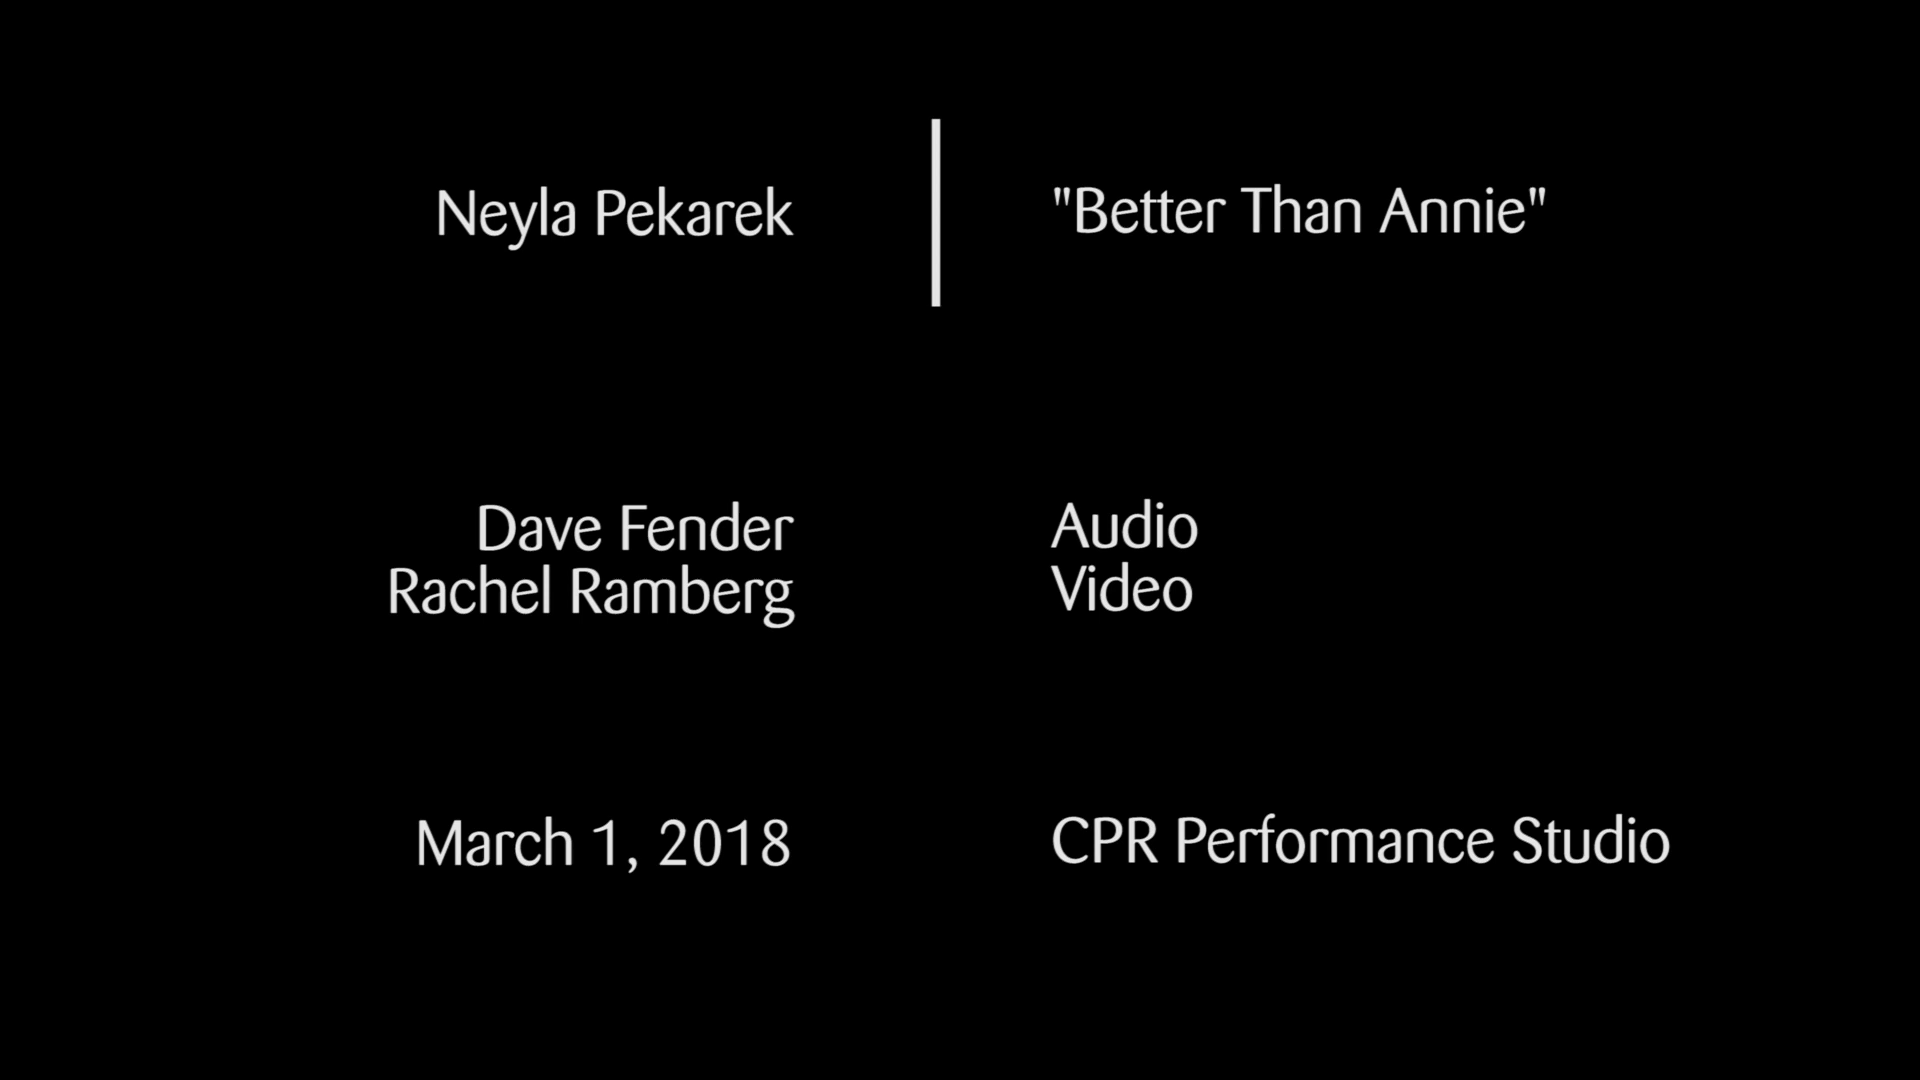 Neyla Pekarek "Better Than Annie"
Dave Fender Audio
Rachel Ramberg Video
March 1, 2018 CPR Performance Studio